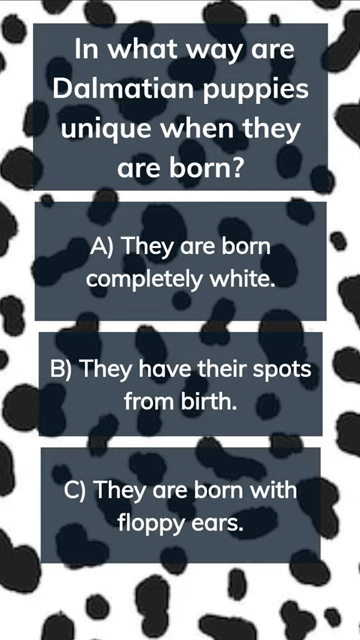 In what way are
Dalmatian puppies
unique when they
are born?
A) They are born
completely white.
B) They have their spots
from birth.
C) They are born with
floppy ears.